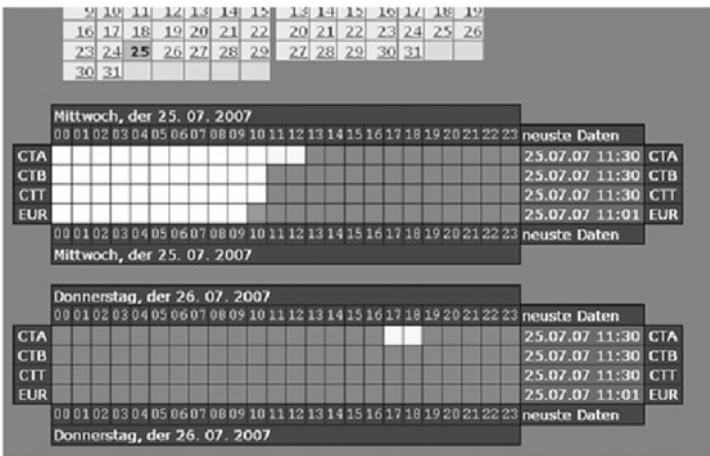 9 10 11 12 13 14 15 13 14 15 16 17 18 19
16 17 18 19 20 21 22 20 21 22 23 24 25 26
23 24 25 26 27 28 29 27 28 29 30 31
30 31
Mittwoch, der 25. 07. 2007
00 01 02 03 04 05 06 07 08 09 10 11 12 13 14 15 16 17 18 19 20 21 22 23 neuste Daten
CTA 25.07.07 11:30 CTA
CTB 25.07.07 11:30 CTB
CTT 25.07.07 11:30 CTT
EUR 25.07.07 11:01 EUR
00 01 02 03 04 05 06 07 08 09 10 11 12 13 14 15 16 17 18 19 20 21 22 23 neuste Daten
Mittwoch, der 25. 07. 2007
Donnerstag, der 26. 07. 2007
00 01 02 03 04 05 06 07 08 09 10 11 12 13 14 15 16 17 18 19 20 21 22 23 neuste Daten
CTA 25.07.07 11:30 CTA
CTB 25.07.07 11:30 CTB
CTT 25.07.07 11:30 CTT
EUR 25.07.07 11:01 EUR
00 01 02 03 04 05 06 07 08 09 10 11 12 13 14 15 16 17 18 19 20 21 22 23 neuste Daten
Donnerstag, der 26. 07. 2007